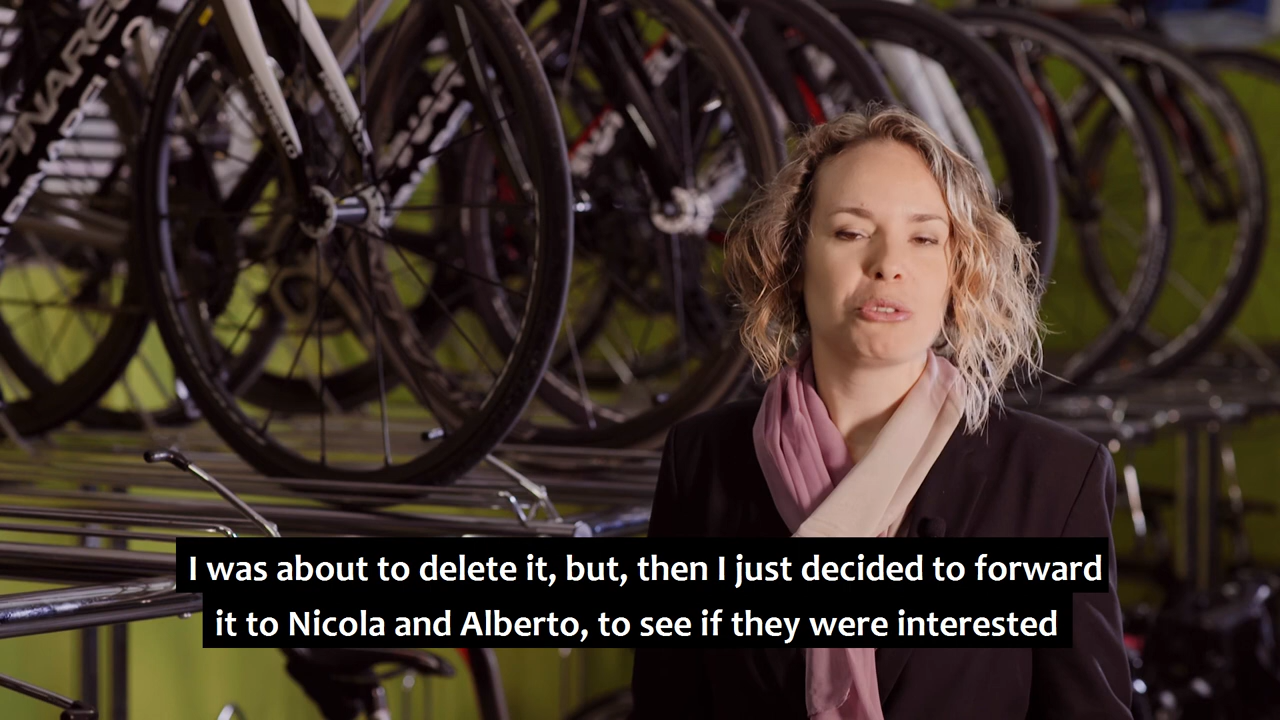 PINARELLO
I was about to delete it, but, then I just decided to forward
it to Nicola and Alberto, to see if they were interested